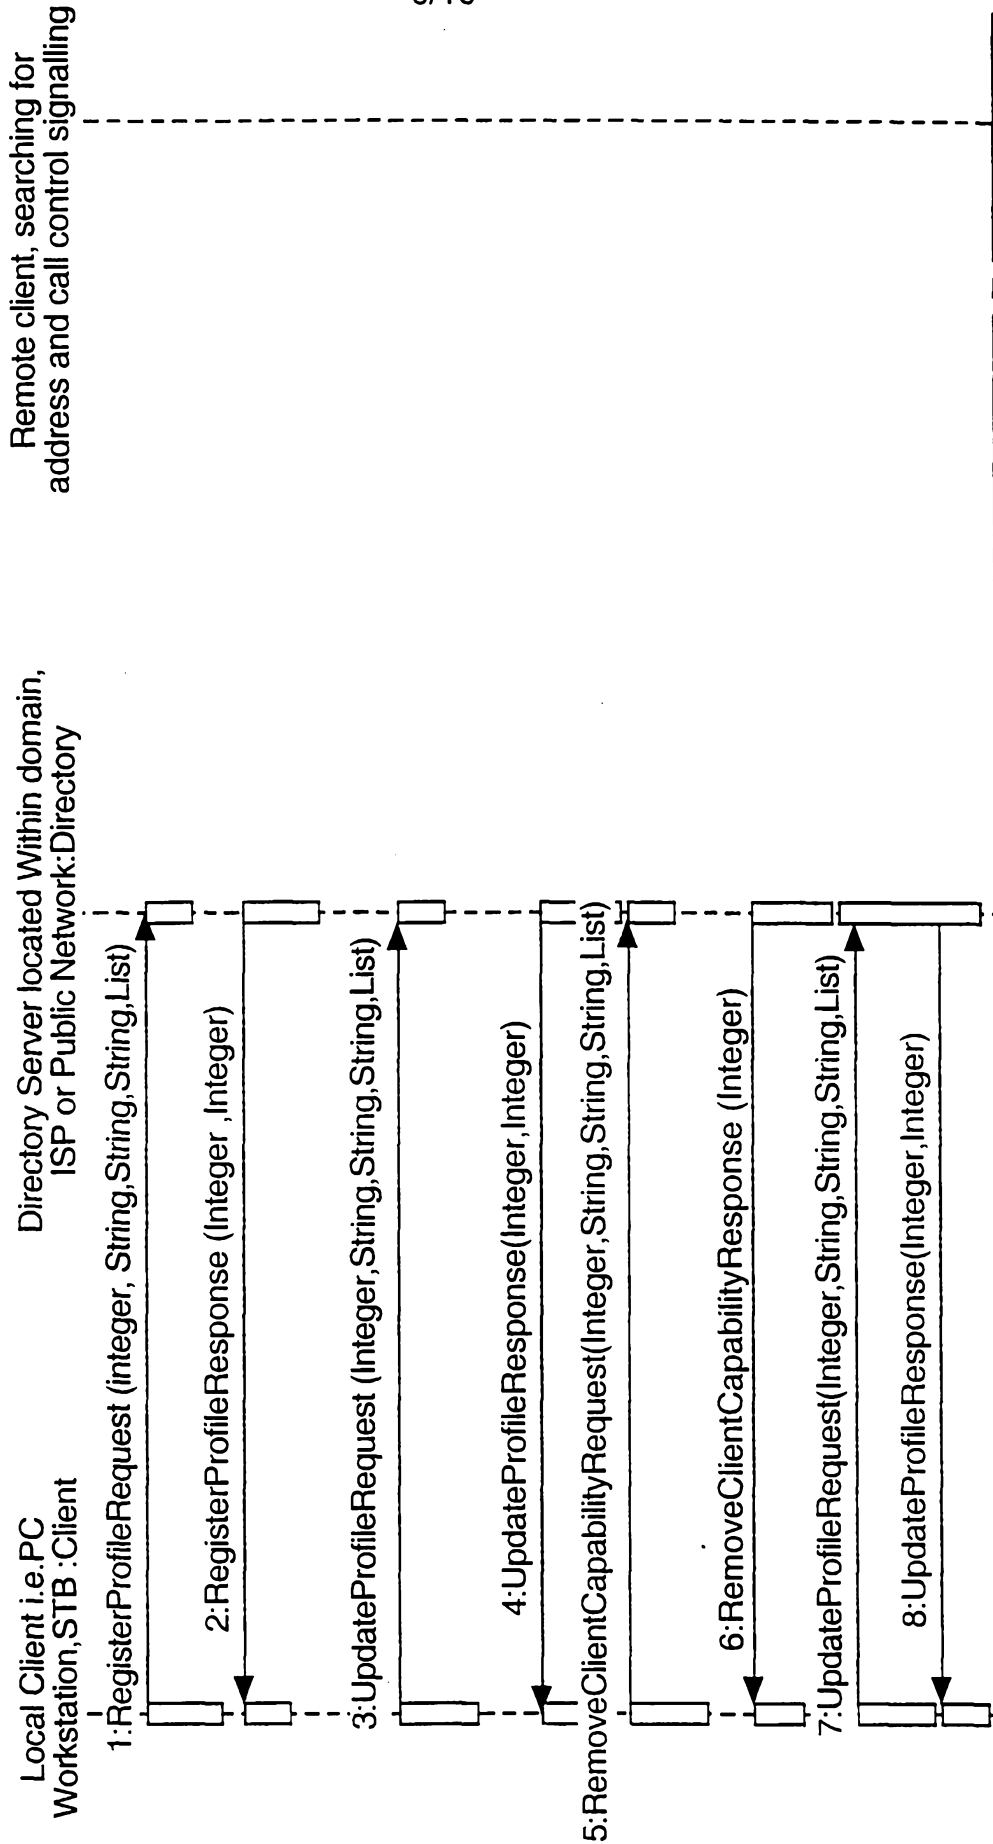 Local Client i.e.PC
Workstation,STB :Client
Directory Server located Within domain,
ISP or Public Network:Directory
Remote client, searching for
address and call control signalling
1:RegisterProfileRequest (integer, String,String,String,List)
2:RegisterProfileResponse (Integer ,Integer)
3:UpdateProfileRequest (Integer,String,String,String,List)
4:UpdateProfileResponse(Integer,Integer)
5:RemoveClientCapabilityRequest(Integer,String,String,String,List)
6:RemoveClientCapabilityResponse (Integer)
7:UpdateProfileRequest(Integer,String,String,String,List)
8:UpdateProfileResponse(Integer,Integer)